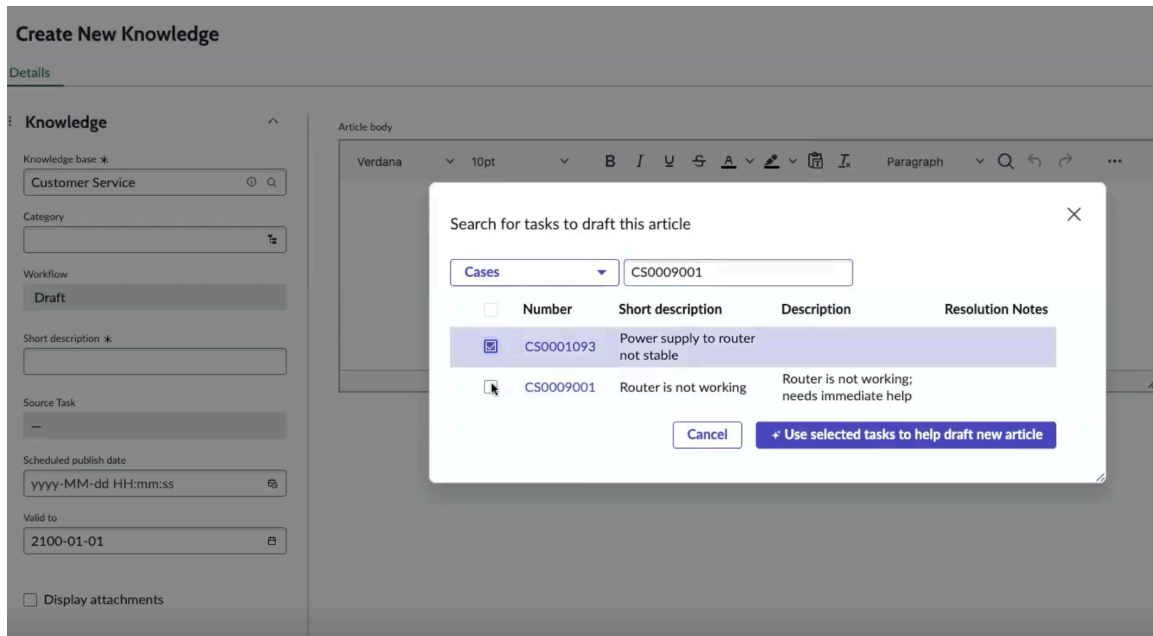 Create New Knowledge
Details
Knowledge
Knowledge base *
Customer Service
Category
Workflow
Draft
Short description *
Source Task
—
Scheduled publish date
yyyy-MM-dd HH:mm:ss
Valid to
2100-01-01
Display attachments
Article body
Verdana 10pt B I U S A Paragraph
Search for tasks to draft this article
Cases CS0009001
Number Short description Description Resolution Notes
CS0001093 Power supply to router
not stable
CS0009001 Router is not working Router is not working;
needs immediate help
Cancel Use selected tasks to help draft new article